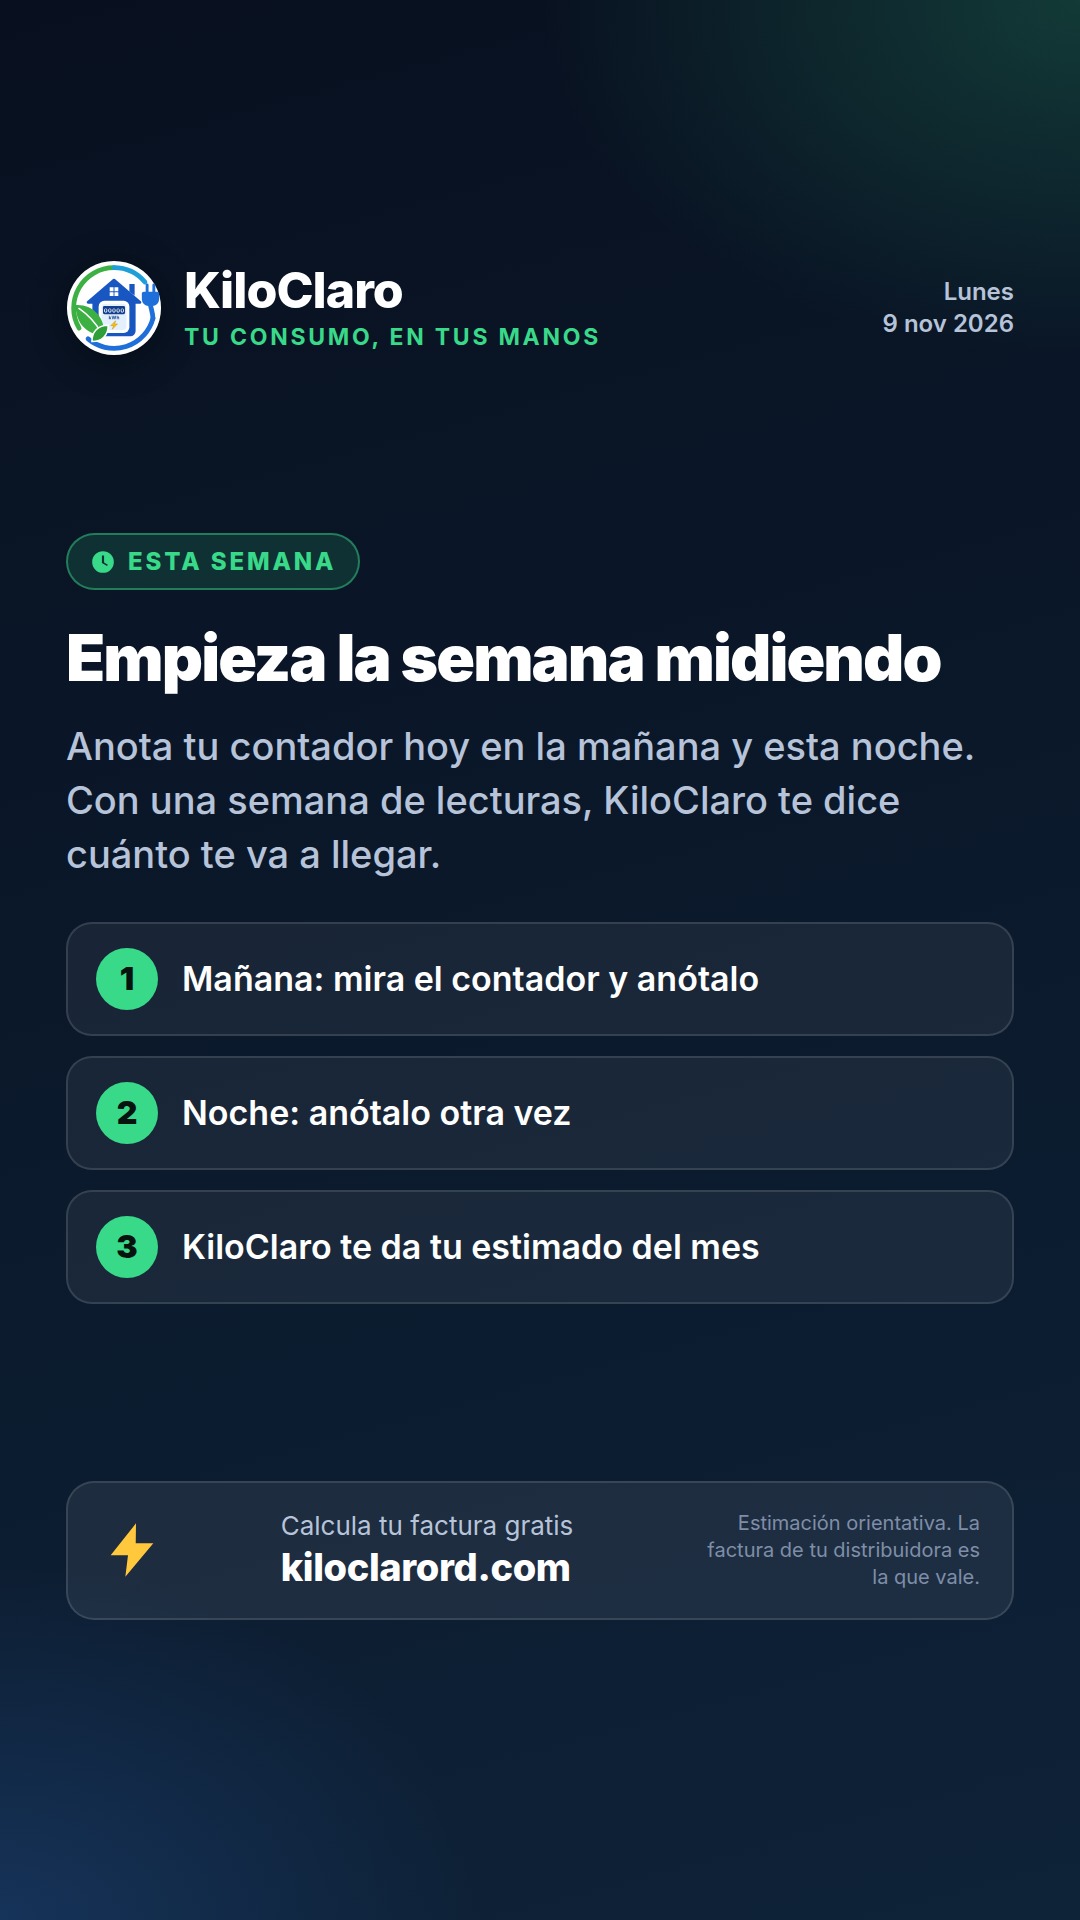 KiloClaro
TU CONSUMO, EN TUS MANOS
Lunes
9 nov 2026
ESTA SEMANA
Empieza la semana midiendo
Anota tu contador hoy en la mañana y esta noche.
Con una semana de lecturas, KiloClaro te dice
cuánto te va a llegar.
1 Mañana: mira el contador y anótalo
2 Noche: anótalo otra vez
3 KiloClaro te da tu estimado del mes
Calcula tu factura gratis
kiloclarord.com
Estimación orientativa. La
factura de tu distribuidora es
la que vale.